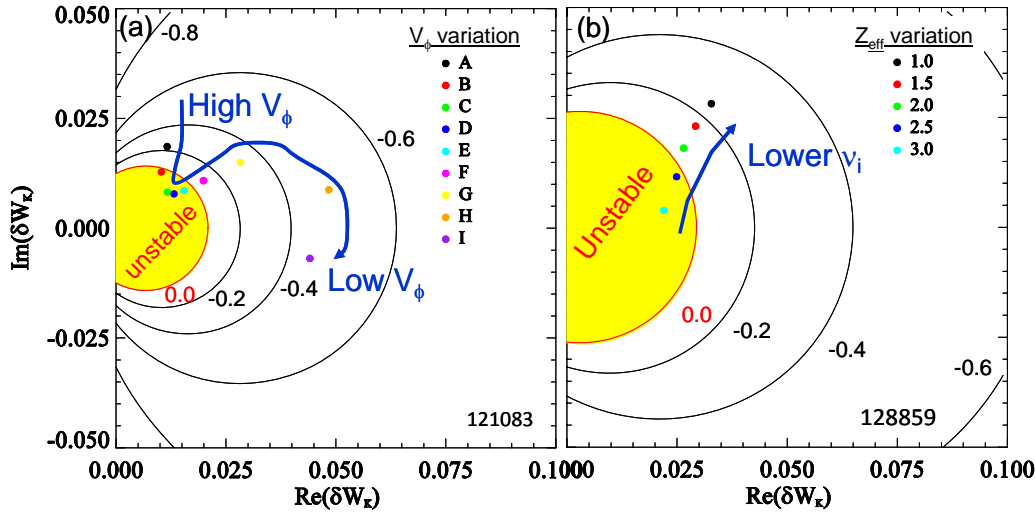 (a)
V_ϕ variation
A
B
C
D
E
F
G
H
I
High V_ϕ
Low V_ϕ
unstable
0.0
-0.2
-0.4
-0.6
-0.8
121083
0.050
0.025
0.000
-0.025
-0.050
Im(δW_K)
0.000
0.025
0.050
0.075
0.100
Re(δW_K)
(b)
Z_eff variation
1.0
1.5
2.0
2.5
3.0
Lower ν_i
Unstable
0.0
-0.2
-0.4
-0.6
128859
0.025
0.050
0.075
0.100
Re(δW_K)